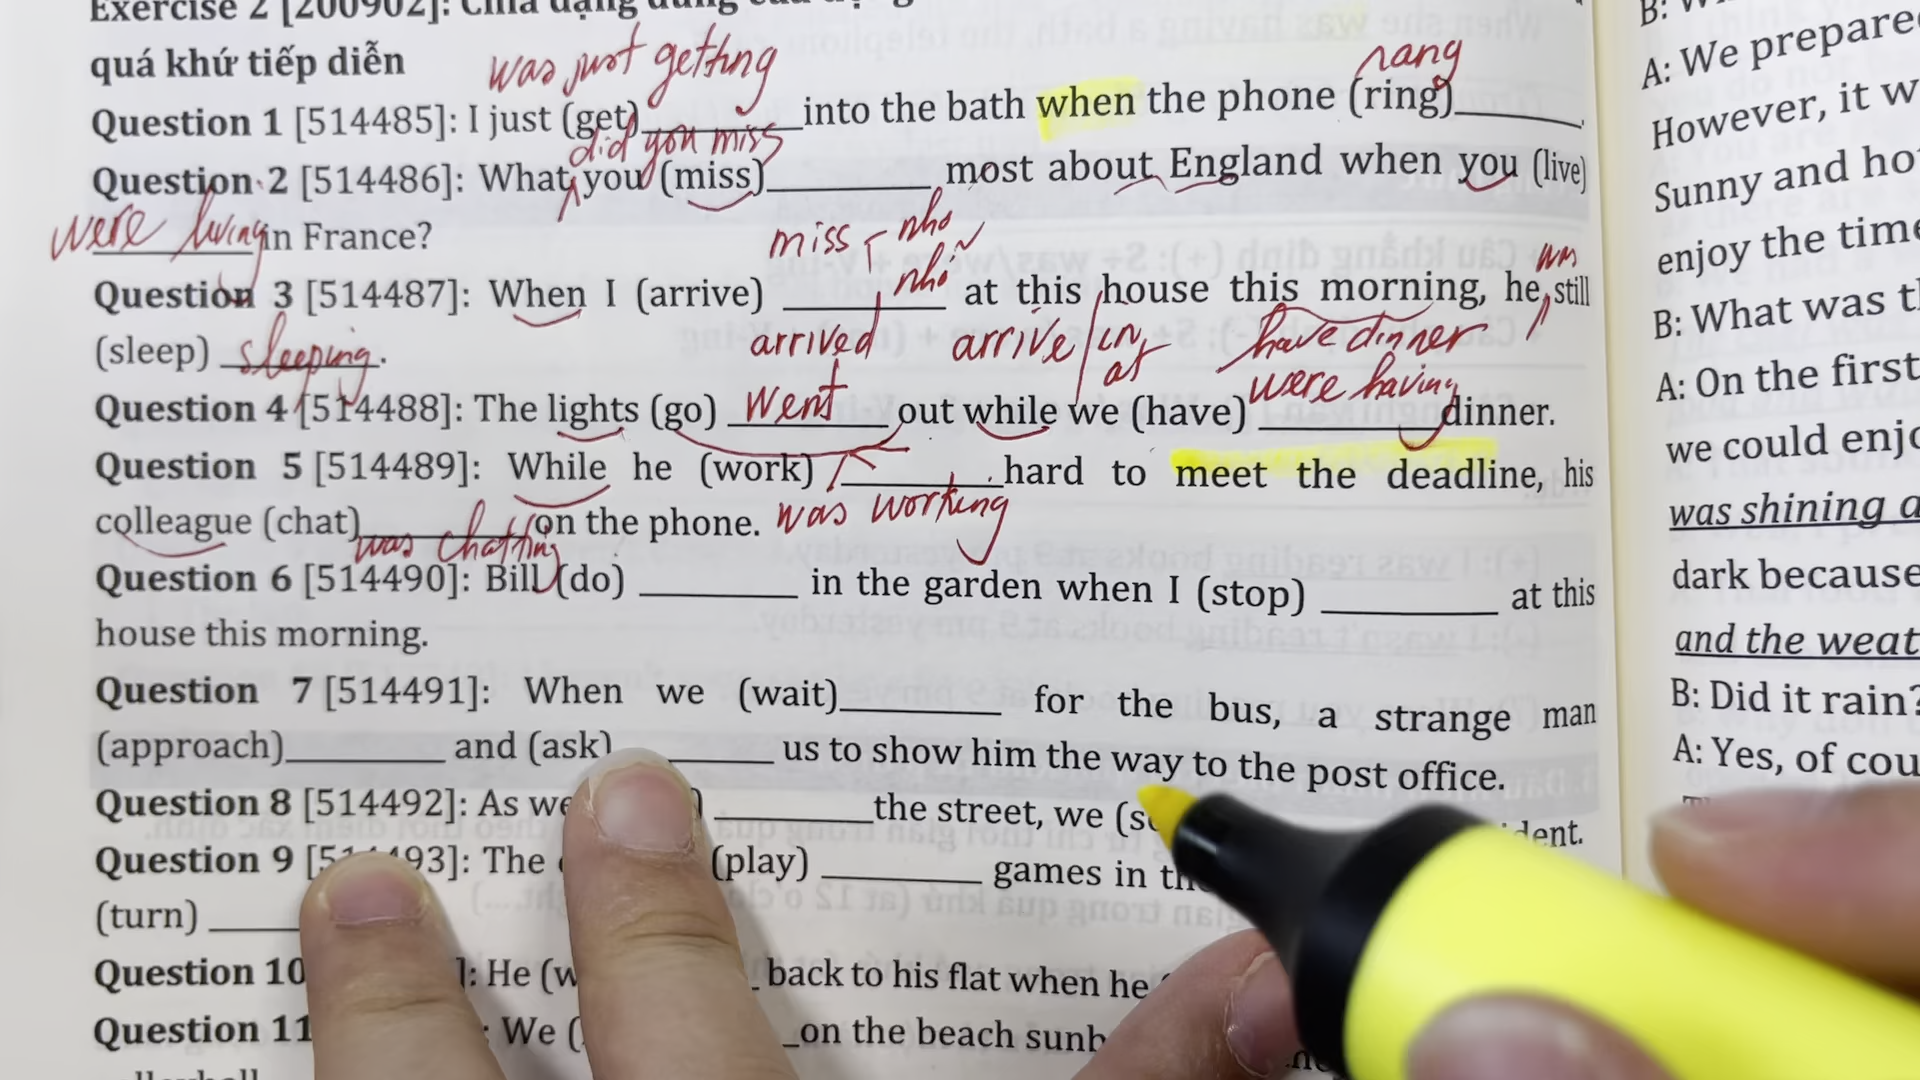 Exercise 2 [200902]: Chia dạng đúng
quá khứ tiếp diễn
was just getting
rang
Question 1 [514485]: I just (get)________into the bath when the phone (ring)________.
did you miss
Question 2 [514486]: What you (miss)________ most about England when you (live)
were living
________in France?
miss - nhớ
nhỡ
was
Question 3 [514487]: When I (arrive) ________ at this house this morning, he still
(sleep) sleeping.
arrived
arrive/in
at
have dinner
were having
Question 4 [514488]: The lights (go) went out while we (have) ________dinner.
Question 5 [514489]: While he (work) ________hard to meet the deadline, his
colleague (chat)________on the phone.
was working
was chatting
Question 6 [514490]: Bill (do) ________ in the garden when I (stop) ________ at this
house this morning.
Question 7 [514491]: When we (wait)________ for the bus, a strange man
(approach)________ and (ask)________ us to show him the way to the post office.
Question 8 [514492]: As we ________the street, we
Question 9 The (play) ________ games in
(turn) ____
Question 10 He back to his flat when he
Question 11 We on the beach
A: We prepare
However, it w
Sunny and ho
enjoy the time
B: What was t
A: On the first
we could enjo
was shining a
dark because
and the weat
B: Did it rain?
A: Yes, of cou